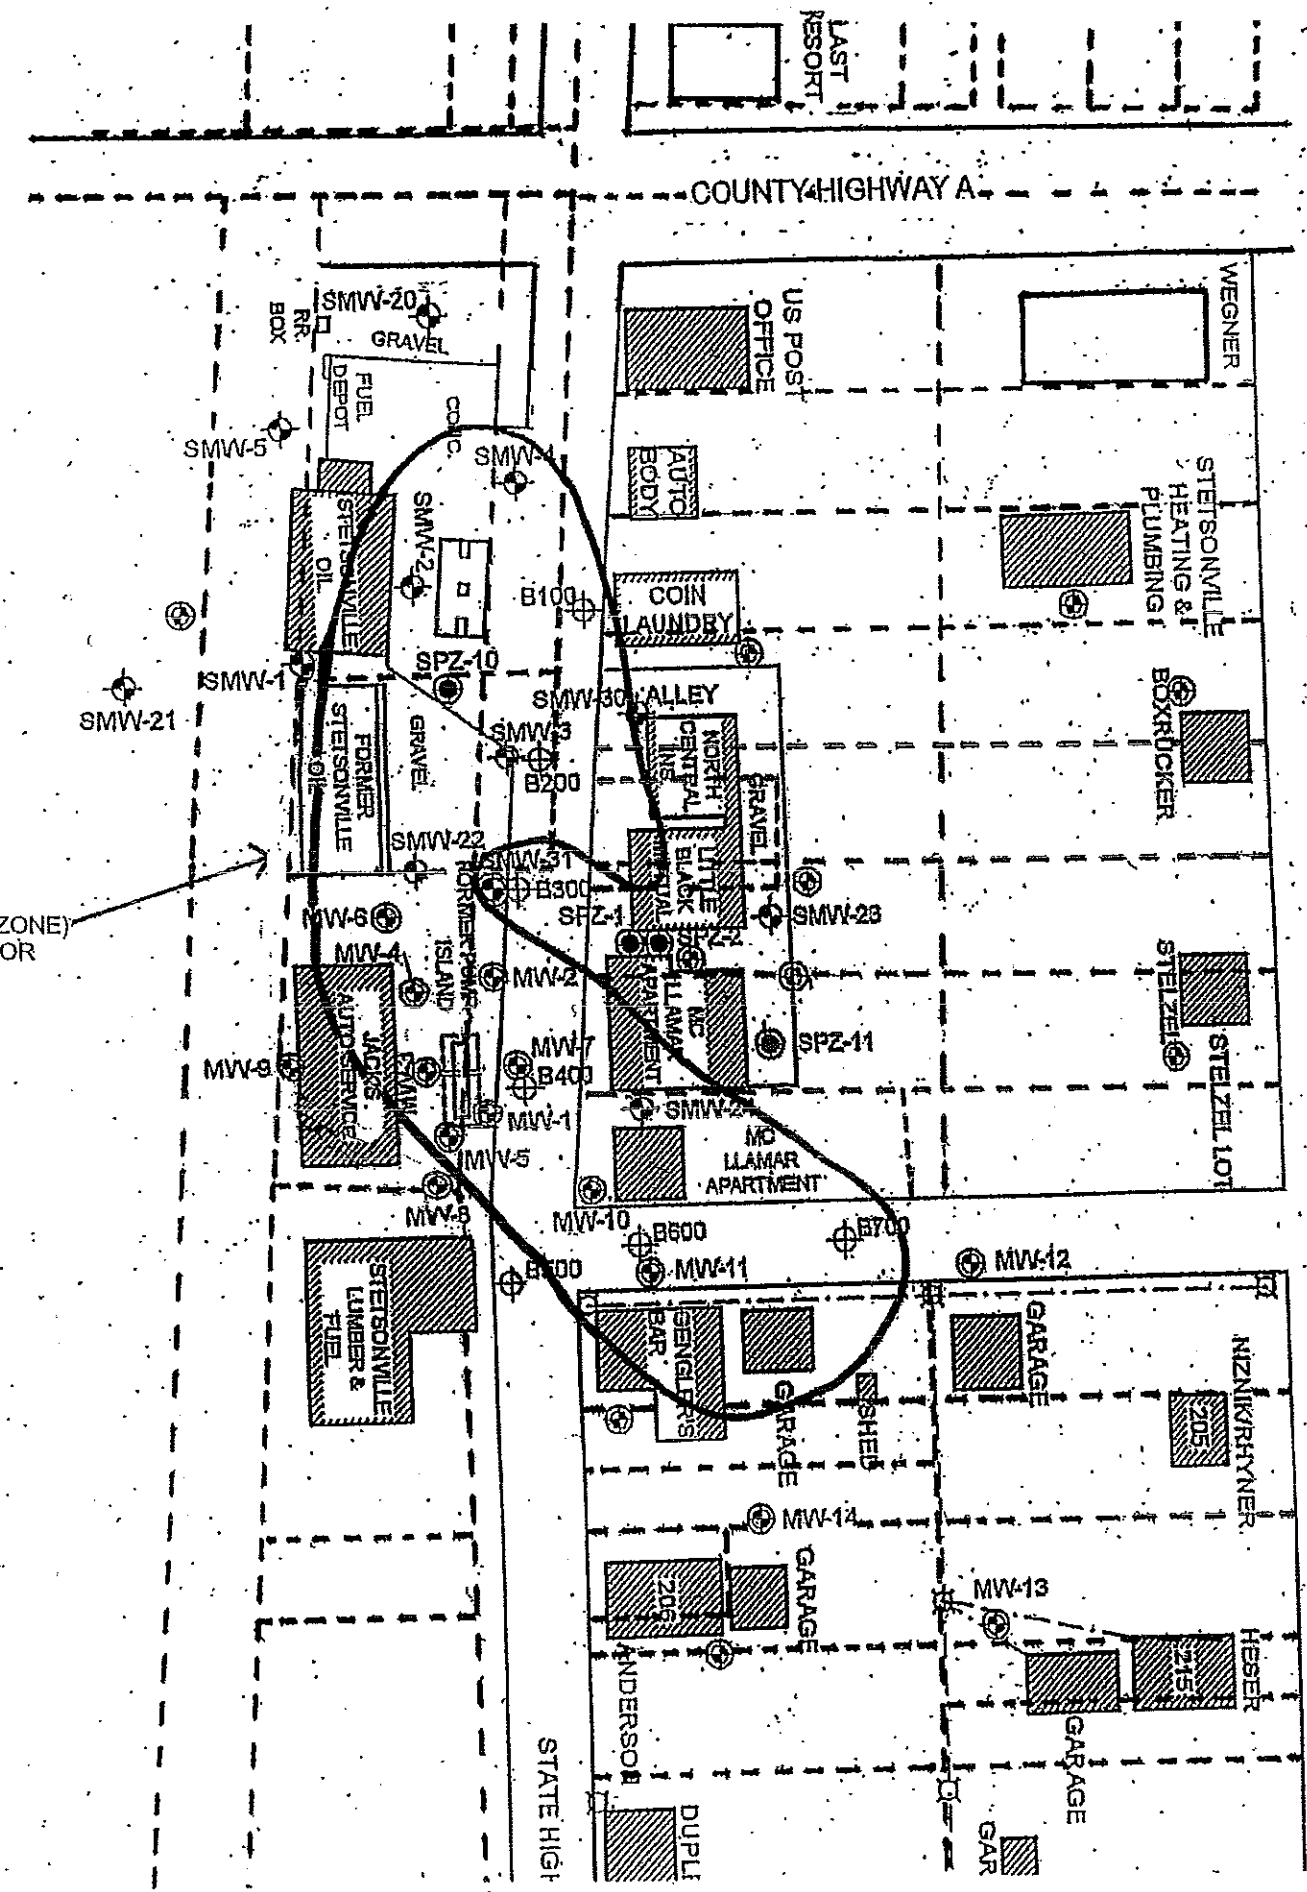 LAST
RESORT
COUNTY HIGHWAY A
WEGNER
US POST
OFFICE
SMW-20
GRAVEL
RR
BOX
FUEL
DEPOT
CONC.
SMW-5
SMW-4
AUTO
BODY
STETSONVILLE
HEATING &
PLUMBING
STETSONVILLE
OIL
SMW-2
B100
COIN
LAUNDRY
SPZ-10
SMW-1
SMW-21
SMW-30
ALLEY
BOXRUCKER
FORMER
STETSONVILLE
OIL
GRAVEL
SMW-3
B200
NORTH
CENTRAL
INS.
GRAVEL
SMW-22
SMW-31
B300
LITTLE
BLACK
MUTUAL
SPZ-1
SPZ-2
SMW-23
ZONE)
OR
MW-6
MW-4
FORMER PUMP
ISLAND
MW-2
MC
LLAMAR
APARTMENT
SPZ-11
STELZEL
STELZEL LOT
JACK'S
AUTO SERVICE
MW-9
MW-7
B400
MW-1
MW-5
SMW-24
MC
LLAMAR
APARTMENT
MW-8
MW-10
B600
B700
MW-11
MW-12
B500
STETSONVILLE
LUMBER &
FUEL
GENGLER'S
BAR
GARAGE
SHED
GARAGE
NIZNIK/RHYNER
205
MW-14
206
GARAGE
MW-13
HESER
215
GARAGE
ANDERSON
STATE HIGH
DUPLE
GAR